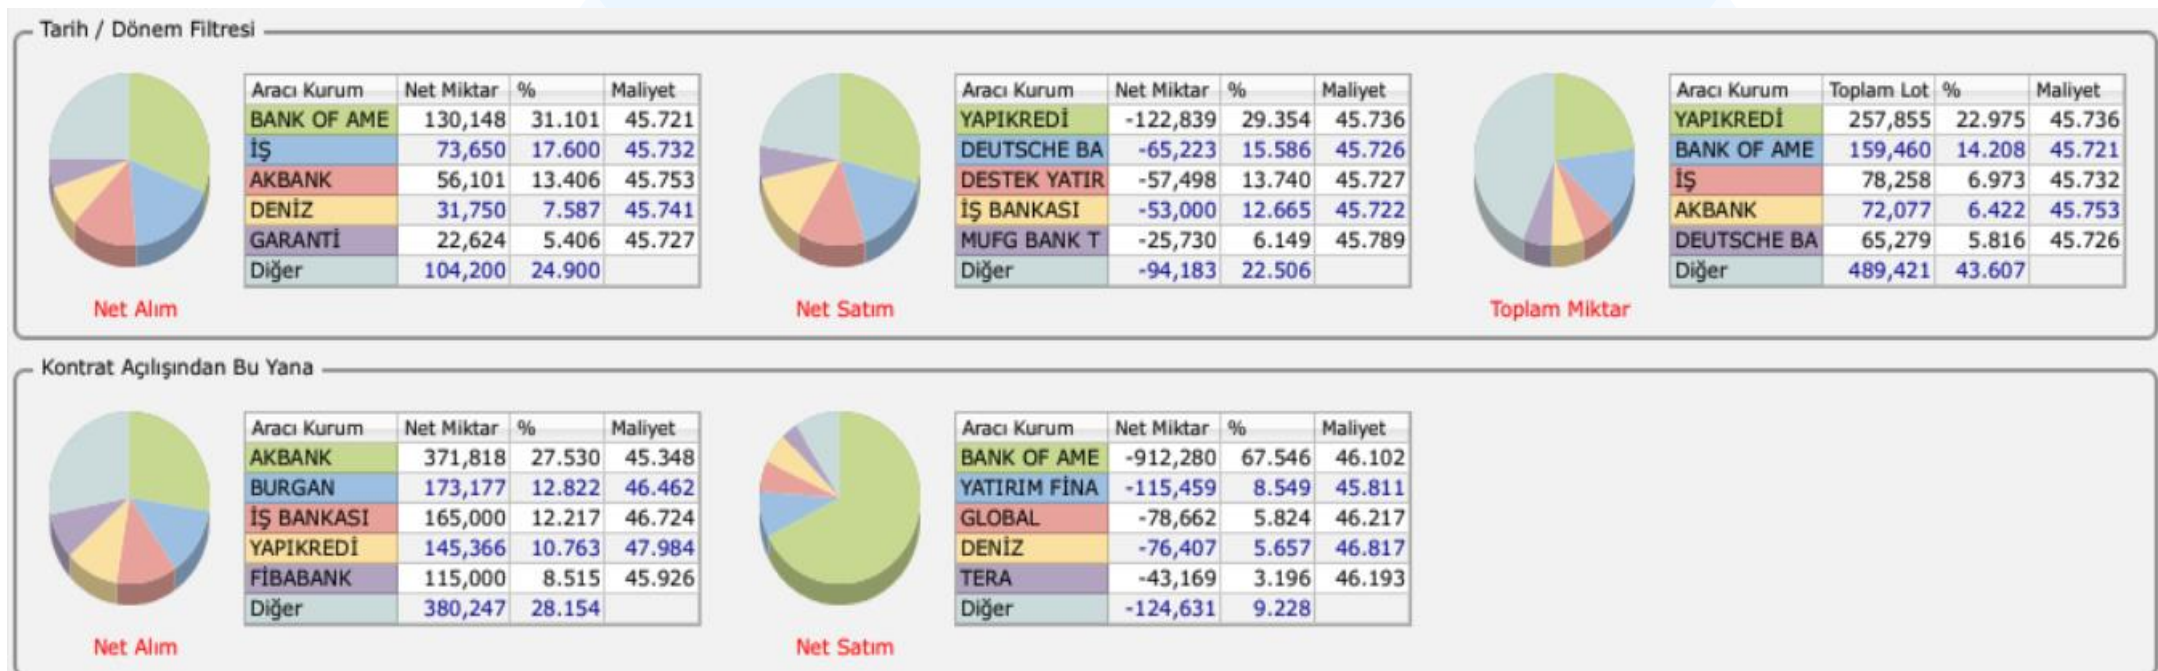 Tarih / Dönem Filtresi
Aracı Kurum Net Miktar % Maliyet
BANK OF AME 130,148 31.101 45.721
İŞ 73,650 17.600 45.732
AKBANK 56,101 13.406 45.753
DENİZ 31,750 7.587 45.741
GARANTİ 22,624 5.406 45.727
Diğer 104,200 24.900
Net Alım
Aracı Kurum Net Miktar % Maliyet
YAPIKREDİ -122,839 29.354 45.736
DEUTSCHE BA -65,223 15.586 45.726
DESTEK YATIR -57,498 13.740 45.727
İŞ BANKASI -53,000 12.665 45.722
MUFG BANK T -25,730 6.149 45.789
Diğer -94,183 22.506
Net Satım
Aracı Kurum Toplam Lot % Maliyet
YAPIKREDİ 257,855 22.975 45.736
BANK OF AME 159,460 14.208 45.721
İŞ 78,258 6.973 45.732
AKBANK 72,077 6.422 45.753
DEUTSCHE BA 65,279 5.816 45.726
Diğer 489,421 43.607
Toplam Miktar
Kontrat Açılışından Bu Yana
Aracı Kurum Net Miktar % Maliyet
AKBANK 371,818 27.530 45.348
BURGAN 173,177 12.822 46.462
İŞ BANKASI 165,000 12.217 46.724
YAPIKREDİ 145,366 10.763 47.984
FİBABANK 115,000 8.515 45.926
Diğer 380,247 28.154
Net Alım
Aracı Kurum Net Miktar % Maliyet
BANK OF AME -912,280 67.546 46.102
YATIRIM FİNA -115,459 8.549 45.811
GLOBAL -78,662 5.824 46.217
DENİZ -76,407 5.657 46.817
TERA -43,169 3.196 46.193
Diğer -124,631 9.228
Net Satım